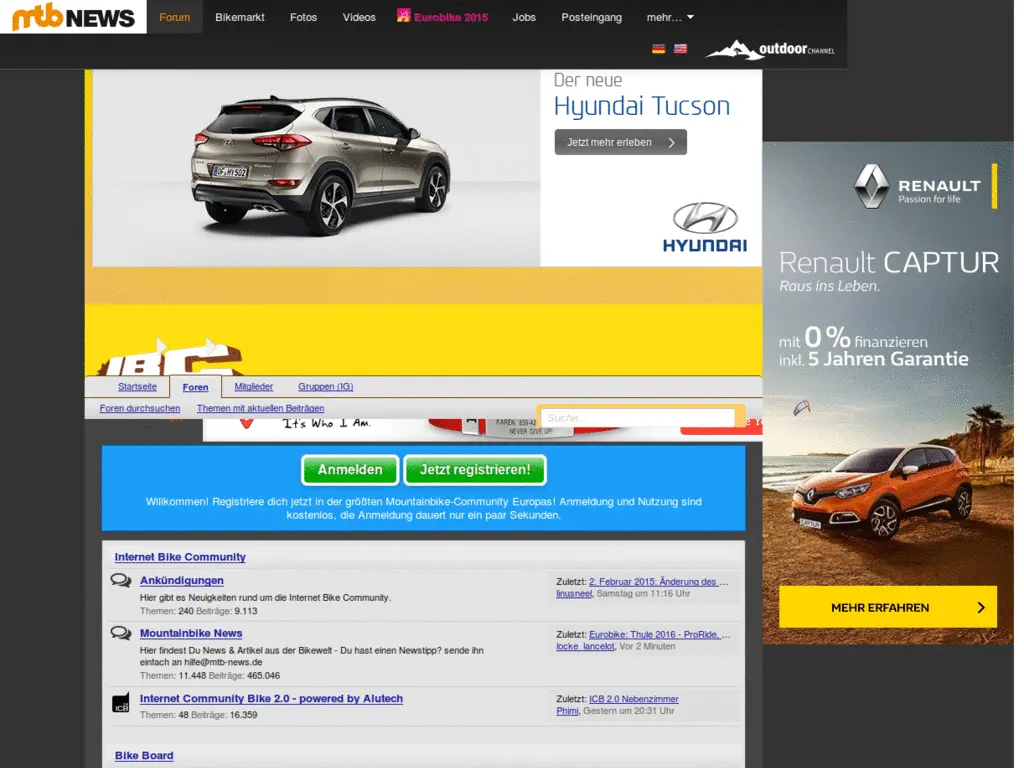 mtb NEWS
Forum Bikemarkt Fotos Videos Eurobike 2015 Jobs Posteingang mehr…
outdoor CHANNEL
Der neue
Hyundai Tucson
Jetzt mehr erleben
HYUNDAI
RENAULT
Passion for life
Renault CAPTUR
Raus ins Leben.
mit 0% finanzieren
inkl. 5 Jahren Garantie
MEHR ERFAHREN
IBC
Startseite Foren Mitglieder Gruppen (IG)
Foren durchsuchen Themen mit aktuellen Beiträgen
Suche...
It's Who I Am.
NEVER GIVE UP!
Anmelden Jetzt registrieren!
Willkommen! Registriere dich jetzt in der größten Mountainbike-Community Europas! Anmeldung und Nutzung sind
kostenlos, die Anmeldung dauert nur ein paar Sekunden.
Internet Bike Community
Ankündigungen
Hier gibt es Neuigkeiten rund um die Internet Bike Community.
Themen: 240 Beiträge: 9.113
Zuletzt: 2. Februar 2015: Änderung des ...
linusneel, Samstag um 11:16 Uhr
Mountainbike News
Hier findest Du News & Artikel aus der Bikewelt - Du hast einen Newstipp? sende ihn
einfach an hilfe@mtb-news.de
Themen: 11.448 Beiträge: 465.046
Zuletzt: Eurobike: Thule 2016 - ProRide, ...
locke_lancelot, Vor 2 Minuten
ICB
Internet Community Bike 2.0 - powered by Alutech
Themen: 48 Beiträge: 16.359
Zuletzt: ICB 2.0 Nebenzimmer
Phimi, Gestern um 20:31 Uhr
Bike Board